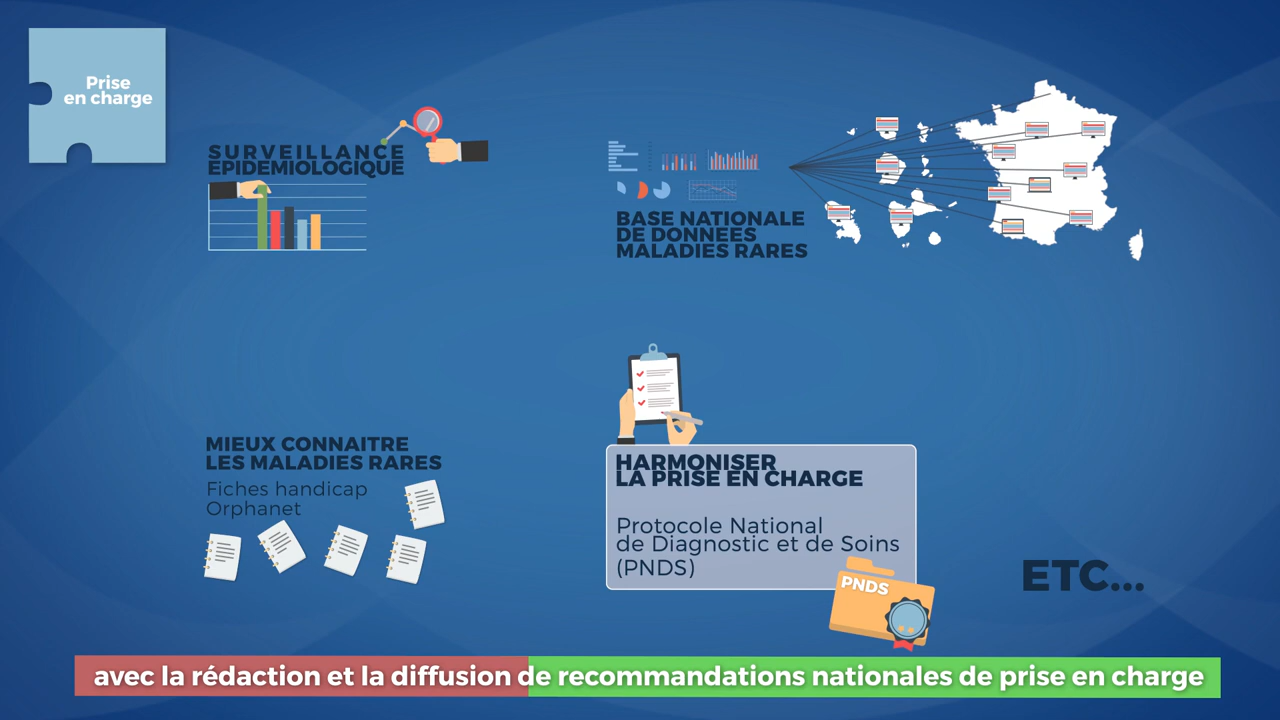 Prise
en charge
SURVEILLANCE
EPIDEMIOLOGIQUE
BASE NATIONALE
DE DONNEES
MALADIES RARES
MIEUX CONNAITRE
LES MALADIES RARES
Fiches handicap
Orphanet
HARMONISER
LA PRISE EN CHARGE
Protocole National
de Diagnostic et de Soins
(PNDS)
PNDS
ETC...
avec la rédaction et la diffusion de recommandations nationales de prise en charge